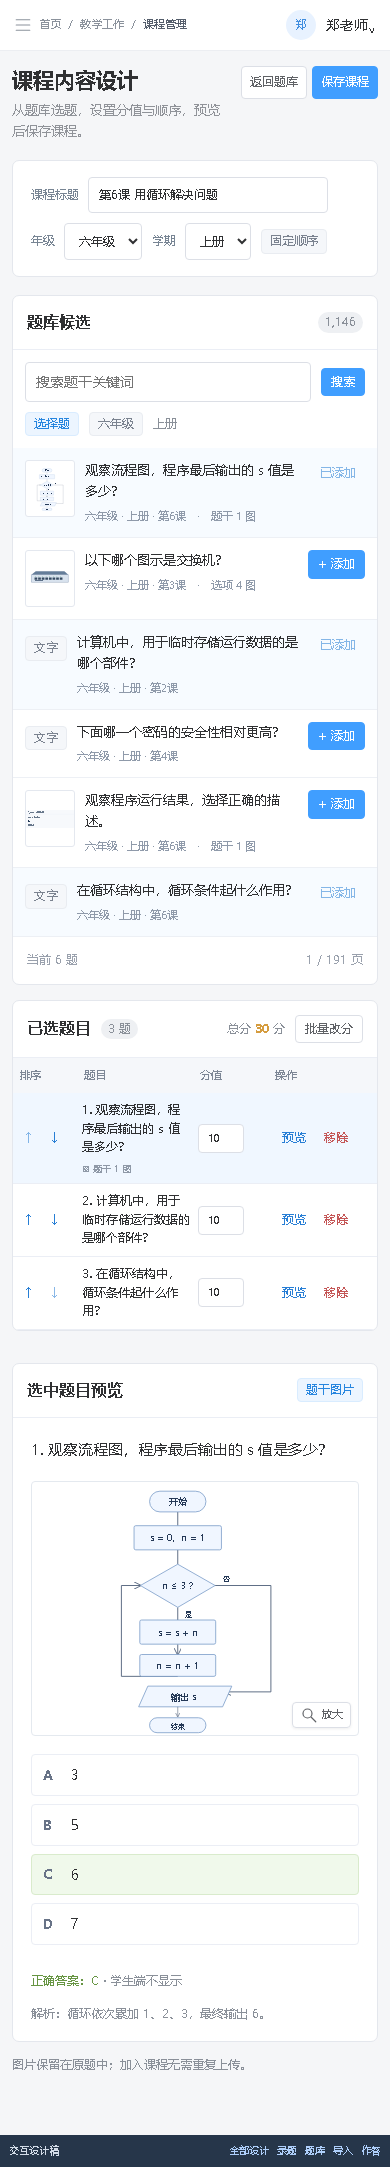 首页 / 教学工作 / 课程管理
郑 郑老师
课程内容设计
返回题库 保存课程
从题库选题，设置分值与顺序，预览
后保存课程。
课程标题 第6课 用循环解决问题
年级 六年级 学期 上册 固定顺序
题库候选 1,146
搜索题干关键词 搜索
选择题 六年级 上册
观察流程图，程序最后输出的 s 值是
多少？
已添加
六年级 · 上册 · 第6课 · 题干 1 图
以下哪个图示是交换机？
+ 添加
六年级 · 上册 · 第3课 · 选项 4 图
文字
计算机中，用于临时存储运行数据的是
哪个部件？
已添加
六年级 · 上册 · 第2课
文字
下面哪一个密码的安全性相对更高？
+ 添加
六年级 · 上册 · 第4课
观察程序运行结果，选择正确的描
述。
+ 添加
六年级 · 上册 · 第6课 · 题干 1 图
文字
在循环结构中，循环条件起什么作用？
已添加
六年级 · 上册 · 第6课
当前 6 题 1 / 191 页
已选题目 3 题 总分 30 分 批量改分
排序 题目 分值 操作
↑ ↓
1. 观察流程图，程
序最后输出的 s 值
是多少？
题干 1 图
10 预览 移除
↑ ↓
2. 计算机中，用于
临时存储运行数据的
是哪个部件？
10 预览 移除
↑ ↓
3. 在循环结构中，
循环条件起什么作
用？
10 预览 移除
选中题目预览 题干图片
1. 观察流程图，程序最后输出的 s 值是多少？
开始
s = 0，n = 1
n ≤ 3 ?
否
是
s = s + n
n = n + 1
输出 s
结束
放大
A 3
B 5
C 6
D 7
正确答案：C · 学生端不显示
解析：循环依次累加 1、2、3，最终输出 6。
图片保留在原题中；加入课程无需重复上传。
交互设计稿 全部设计 录题 题库 导入 作答